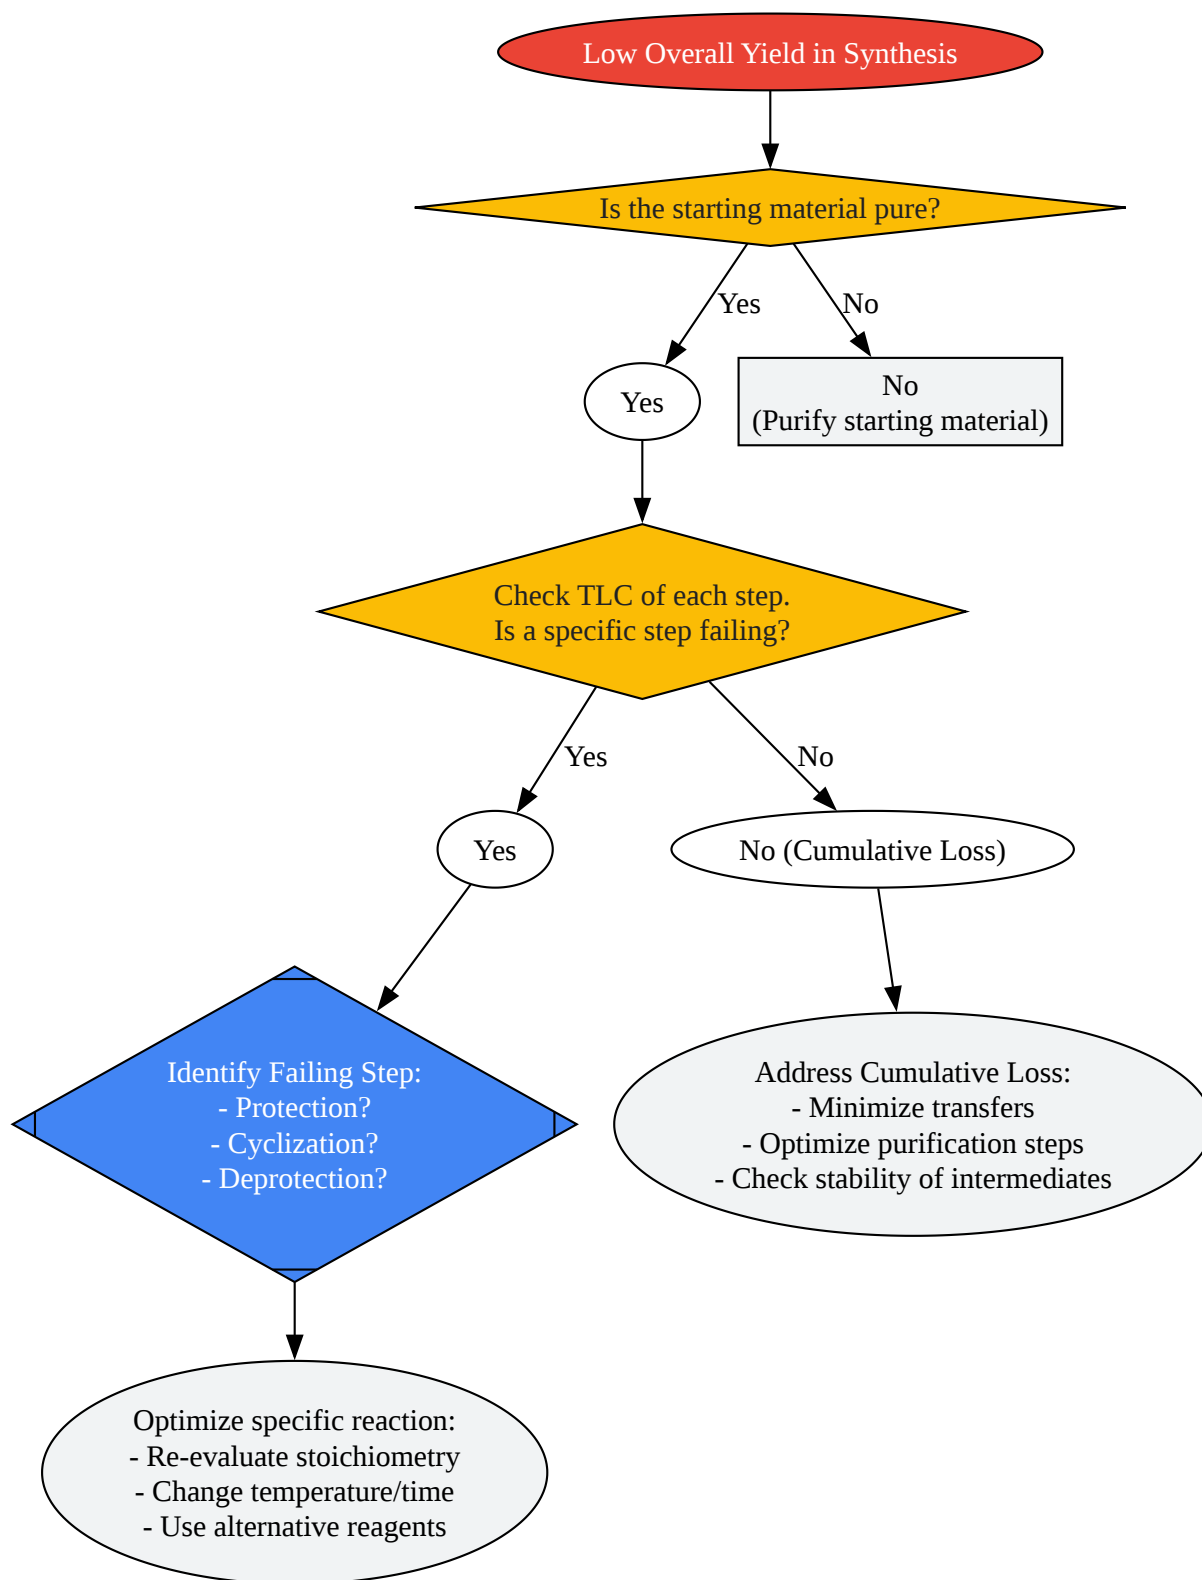 Low Overall Yield in Synthesis
Is the starting material pure?
Yes
No
Yes
No
(Purify starting material)
Check TLC of each step.
Is a specific step failing?
Yes
No
Yes
No (Cumulative Loss)
Identify Failing Step:
- Protection?
- Cyclization?
- Deprotection?
Address Cumulative Loss:
- Minimize transfers
- Optimize purification steps
- Check stability of intermediates
Optimize specific reaction:
- Re-evaluate stoichiometry
- Change temperature/time
- Use alternative reagents